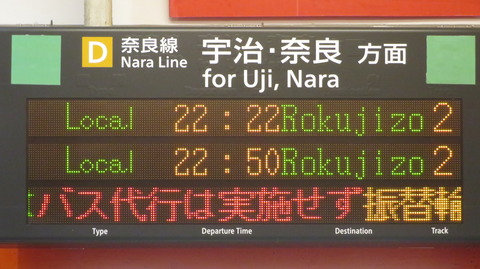 D 奈良線 宇治・奈良 方面
Nara Line for Uji, Nara
Local 22:22 Rokujizo 2
Local 22:50 Rokujizo 2
バス代行は実施せず振替輪
Type Departure Time Destination Track